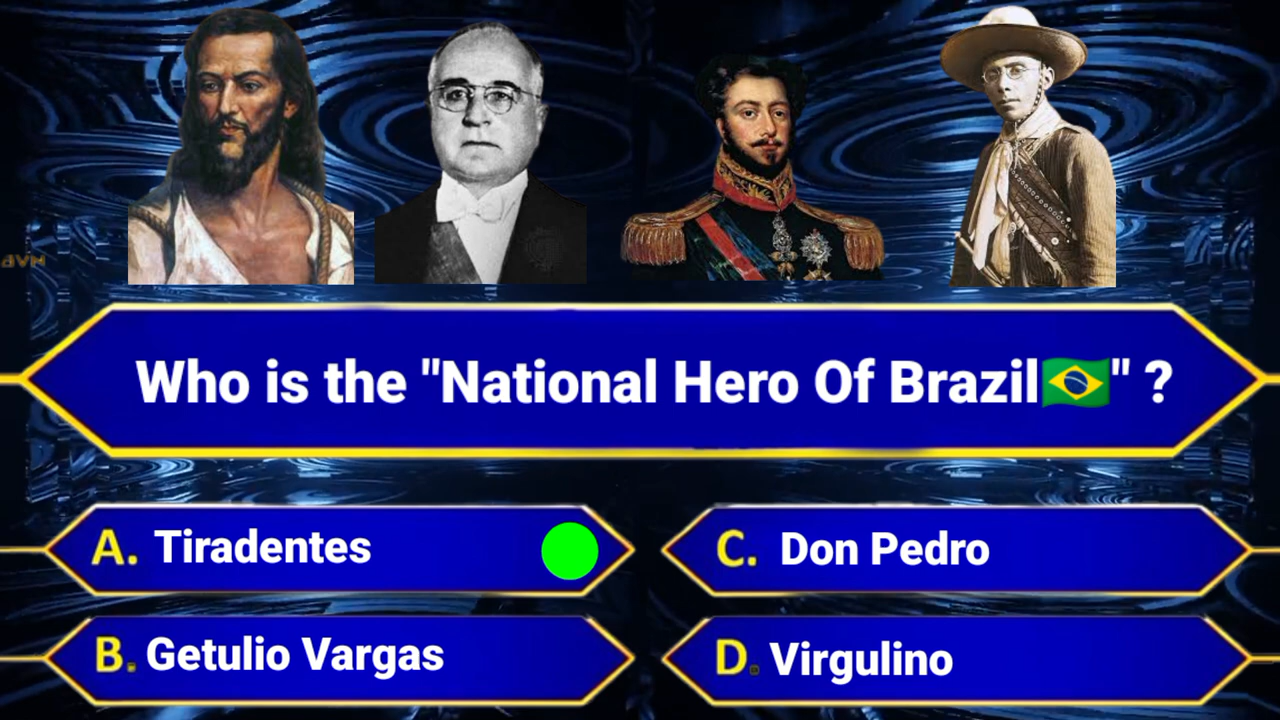 Who is the "National Hero Of Brazil🇧🇷" ?
A. Tiradentes
C. Don Pedro
B. Getulio Vargas
D. Virgulino